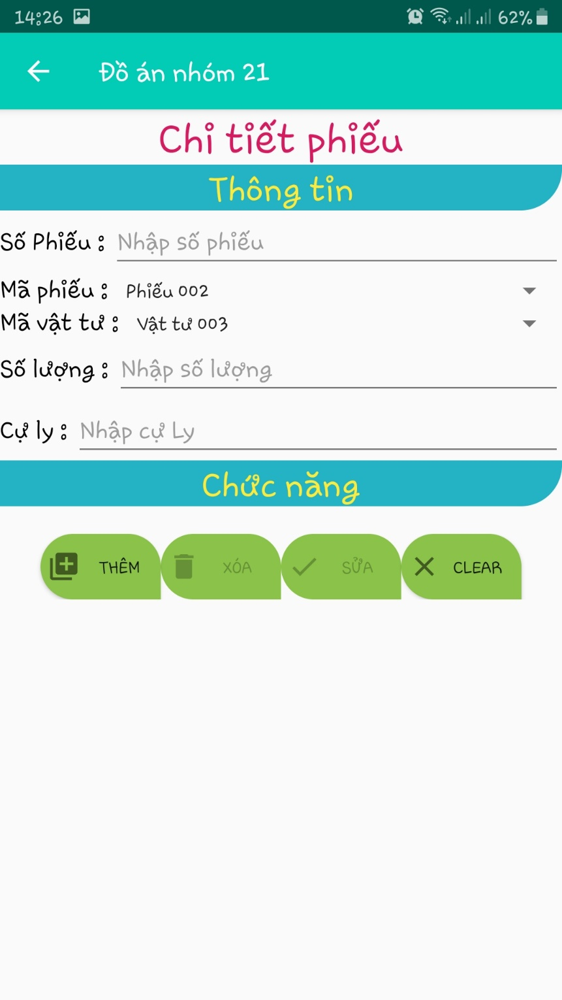 14:26 62%
Đồ án nhóm 21
Chi tiết phiếu
Thông tin
Số Phiếu : Nhập số phiếu
Mã phiếu : Phiếu 002
Mã vật tư : Vật tư 003
Số lượng : Nhập số lượng
Cự ly : Nhập cự Ly
Chức năng
THÊM XÓA SỬA CLEAR